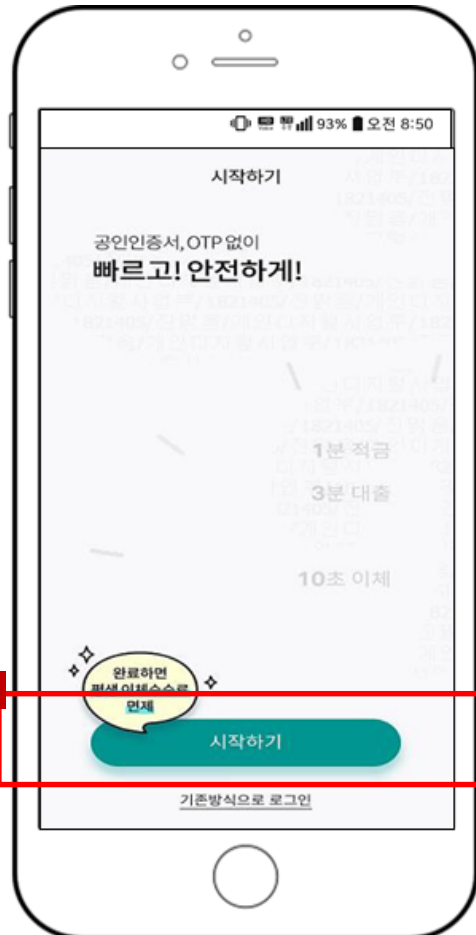 93% 오전 8:50
시작하기
공인인증서, OTP 없이
빠르고! 안전하게!
1분 적금
3분 대출
10초 이체
완료하면
평생 이체수수료
면제
시작하기
기존방식으로 로그인